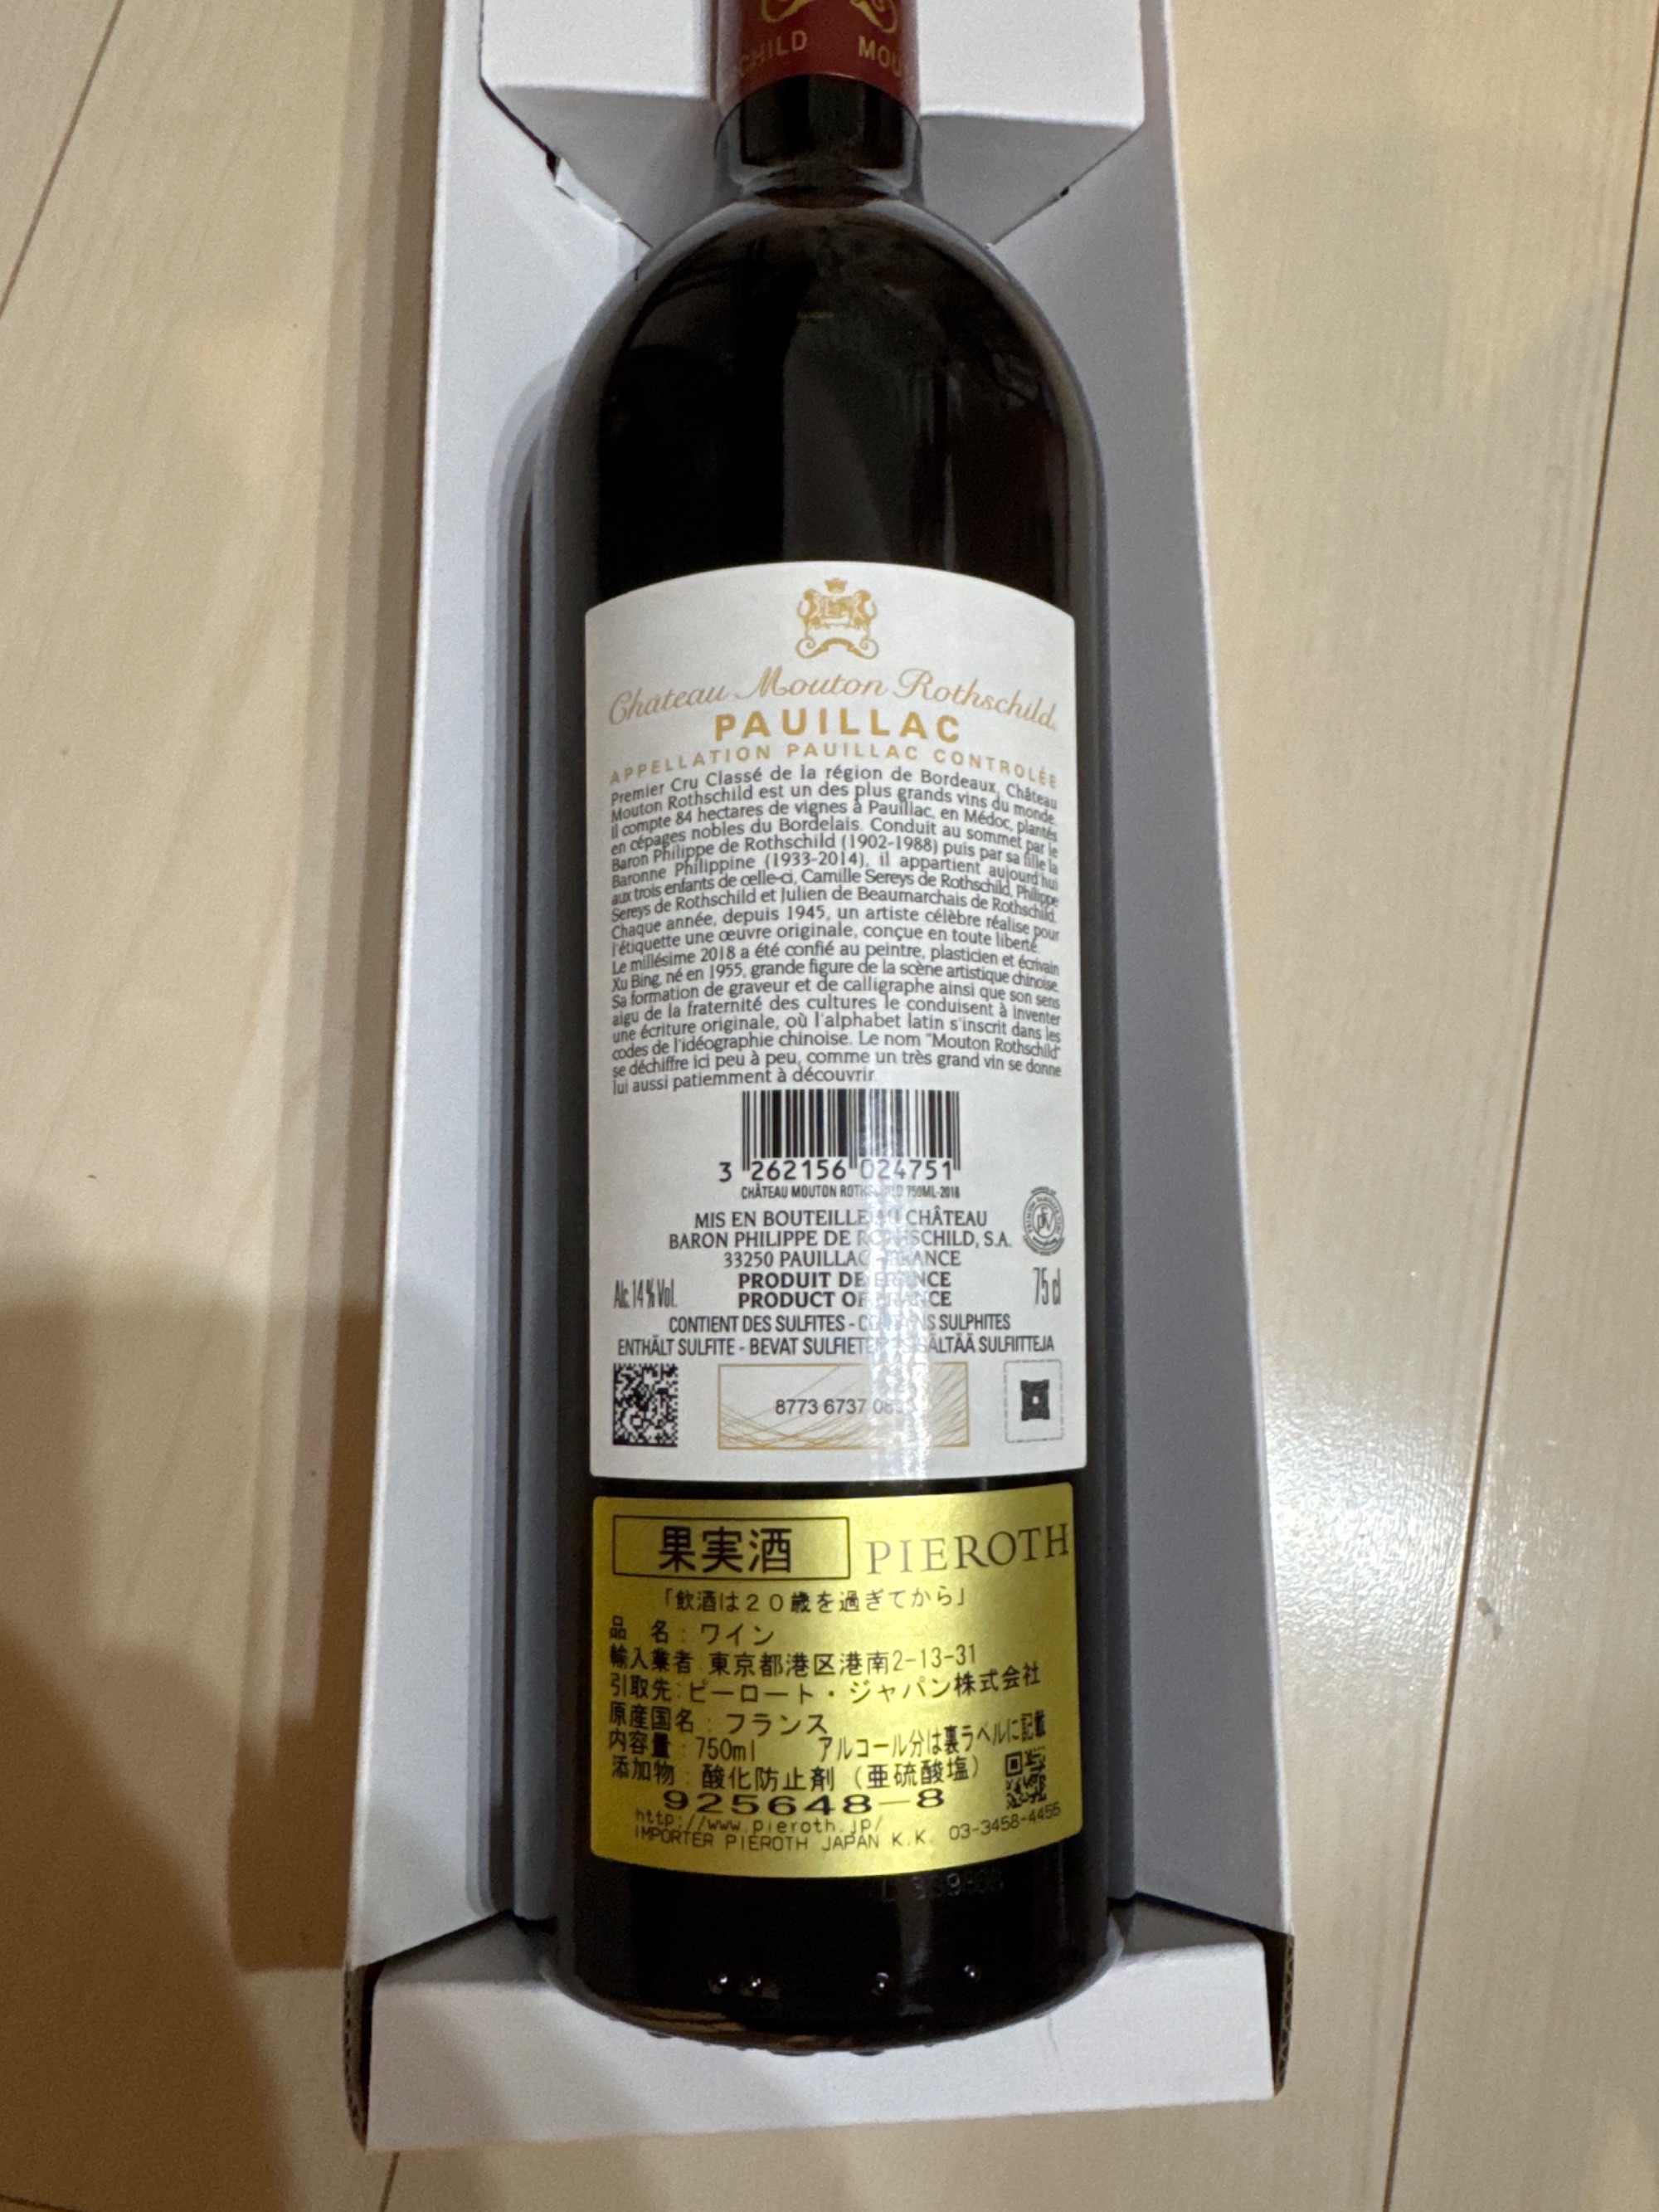 CHILD MOU
Château Mouton Rothschild
PAUILLAC
APPELLATION PAUILLAC CONTROLÉE
Premier Cru Classé de la région de Bordeaux, Château
Mouton Rothschild est un des plus grands vins du monde.
Il compte 84 hectares de vignes à Pauillac, en Médoc, plantés
en cépages nobles du Bordelais. Conduit au sommet par le
Baron Philippe de Rothschild (1902-1988) puis par sa fille la
Baronne Philippine (1933-2014), il appartient aujourd'hui
aux trois enfants de celle-ci, Camille Sereys de Rothschild, Philippe
Sereys de Rothschild et Julien de Beaumarchais de Rothschild.
Chaque année, depuis 1945, un artiste célèbre réalise pour
l'étiquette une œuvre originale, conçue en toute liberté.
Le millésime 2018 a été confié au peintre, plasticien et écrivain
Xu Bing, né en 1955, grande figure de la scène artistique chinoise.
Sa formation de graveur et de calligraphe ainsi que son sens
aigu de la fraternité des cultures le conduisent à inventer
une écriture originale, où l'alphabet latin s'inscrit dans les
codes de l'idéographie chinoise. Le nom "Mouton Rothschild"
se déchiffre ici peu à peu, comme un très grand vin se donne
lui aussi patiemment à découvrir.
3 262156 024751
CHÂTEAU MOUTON ROTHSCHILD 750ML-2018
MIS EN BOUTEILLE AU CHÂTEAU
BARON PHILIPPE DE ROTHSCHILD, S.A.
33250 PAUILLAC FRANCE
Alc. 14 % Vol. PRODUIT DE FRANCE 75 cl
PRODUCT OF FRANCE
CONTIENT DES SULFITES - CONTAINS SULPHITES
ENTHÄLT SULFITE - BEVAT SULFIETEN SISÄLTÄÄ SULFIITTEJA
8773 6737
果実酒 PIEROTH
「飲酒は20歳を過ぎてから」
品 名:ワイン
輸入業者 東京都港区港南2-13-31
引取先:ピーロート・ジャパン株式会社
原産国名:フランス
内容量:750ml アルコール分は裏ラベルに記載
添加物:酸化防止剤(亜硫酸塩)
925648-8
http://www.pieroth.jp/
IMPORTER PIEROTH JAPAN K.K. 03-3458-4455